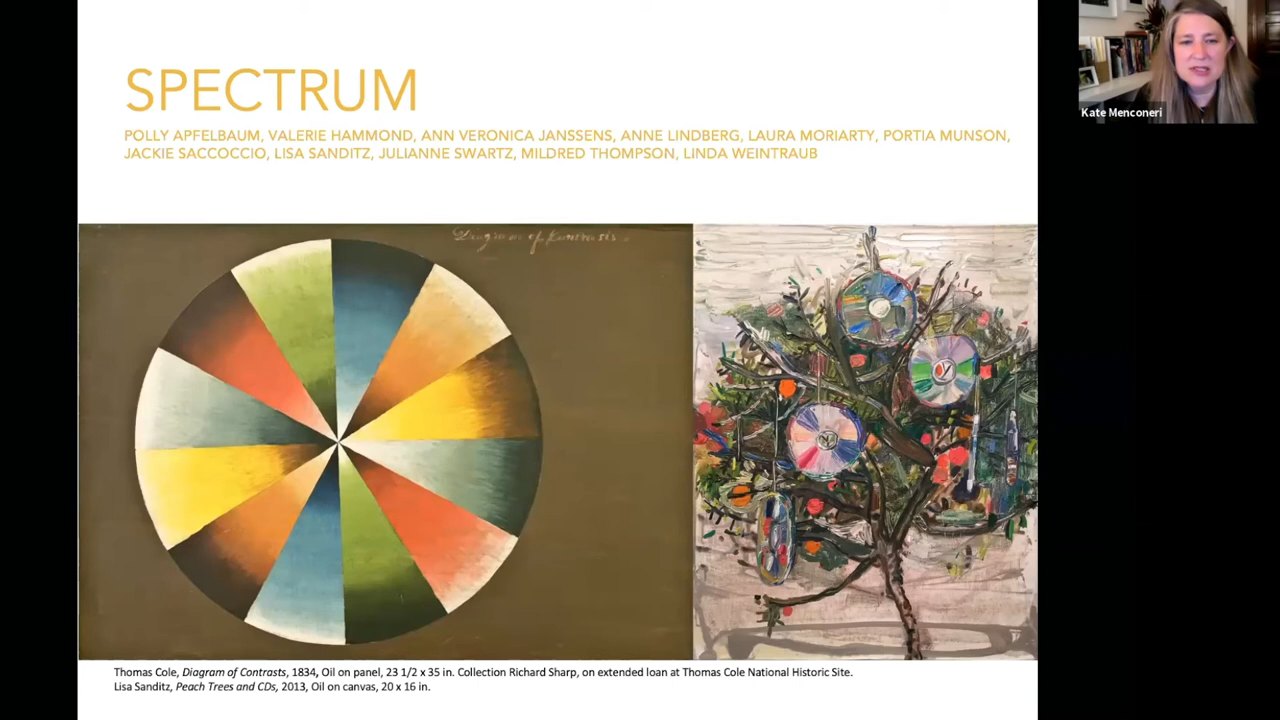 SPECTRUM
POLLY APFELBAUM, VALERIE HAMMOND, ANN VERONICA JANSSENS, ANNE LINDBERG, LAURA MORIARTY, PORTIA MUNSON,
JACKIE SACCOCCIO, LISA SANDITZ, JULIANNE SWARTZ, MILDRED THOMPSON, LINDA WEINTRAUB
Kate Menconeri
Diagram of
Thomas Cole, Diagram of Contrasts, 1834, Oil on panel, 23 1/2 x 35 in. Collection Richard Sharp, on extended loan at Thomas Cole National Historic Site.
Lisa Sanditz, Peach Trees and CDs, 2013, Oil on canvas, 20 x 16 in.